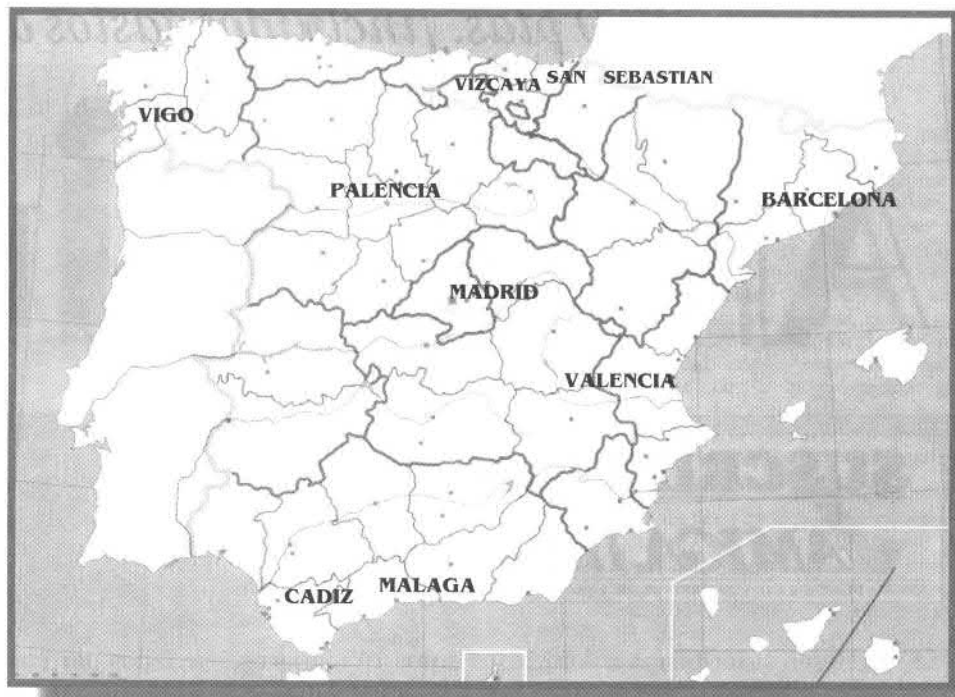 VIZCAYA
SAN SEBASTIAN
VIGO
PALENCIA
BARCELONA
MADRID
VALENCIA
CADIZ
MALAGA